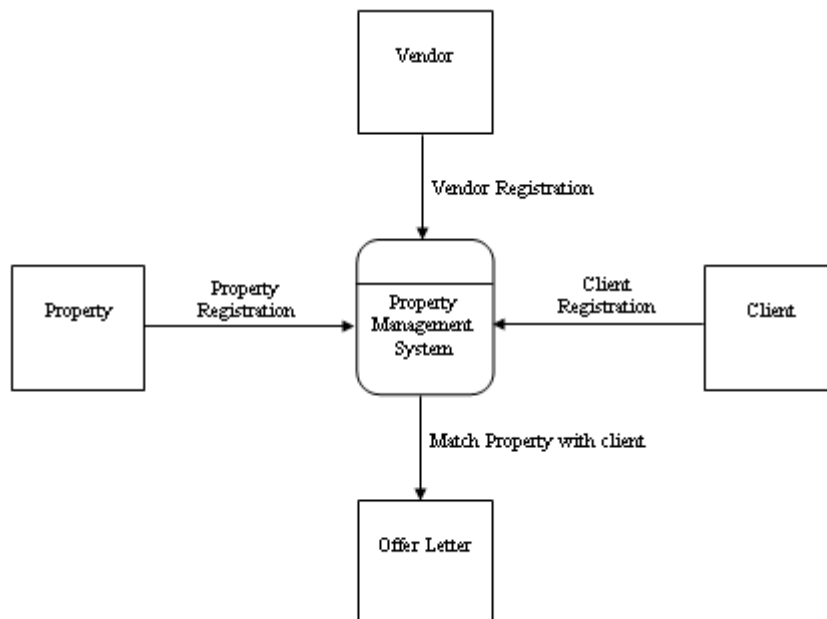 Vendor
Vendor Registration
Property
Property
Registration
Property
Management
System
Client
Registration
Client
Match Property with client
Offer Letter